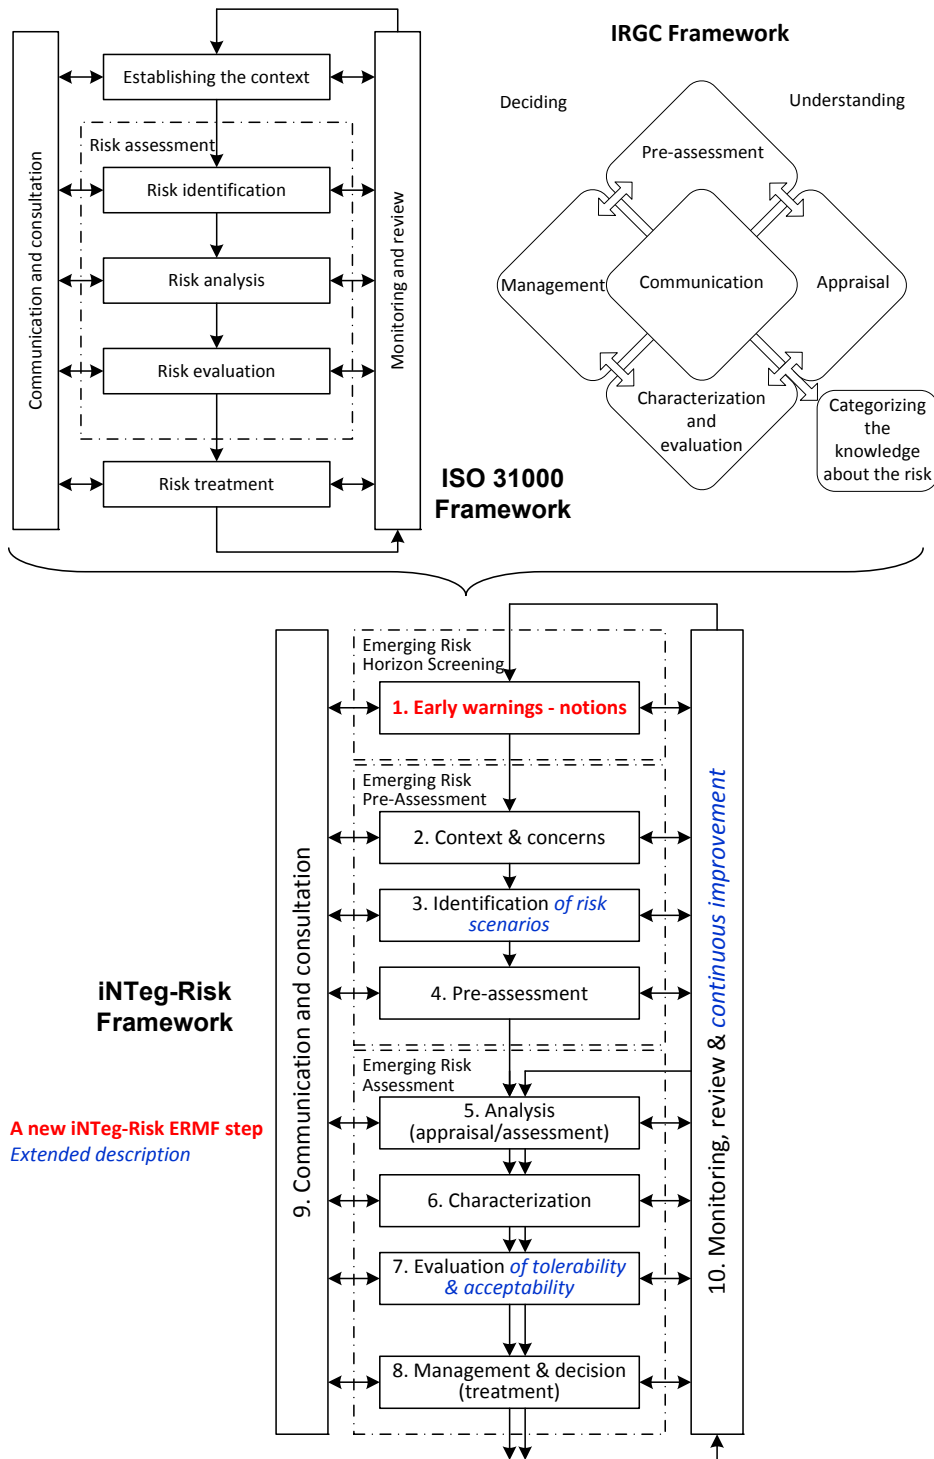 Communication and consultation
Establishing the context
Risk assessment
Risk identification
Risk analysis
Risk evaluation
Risk treatment
Monitoring and review
ISO 31000
Framework
IRGC Framework
Deciding
Understanding
Pre-assessment
Management
Communication
Appraisal
Characterization
and
evaluation
Categorizing
the
knowledge
about the risk
iNTeg-Risk
Framework
A new iNTeg-Risk ERMF step
Extended description
9. Communication and consultation
Emerging Risk
Horizon Screening
1. Early warnings - notions
Emerging Risk
Pre-Assessment
2. Context & concerns
3. Identification of risk
scenarios
4. Pre-assessment
Emerging Risk
Assessment
5. Analysis
(appraisal/assessment)
6. Characterization
7. Evaluation of tolerability
& acceptability
8. Management & decision
(treatment)
10. Monitoring, review & continuous improvement